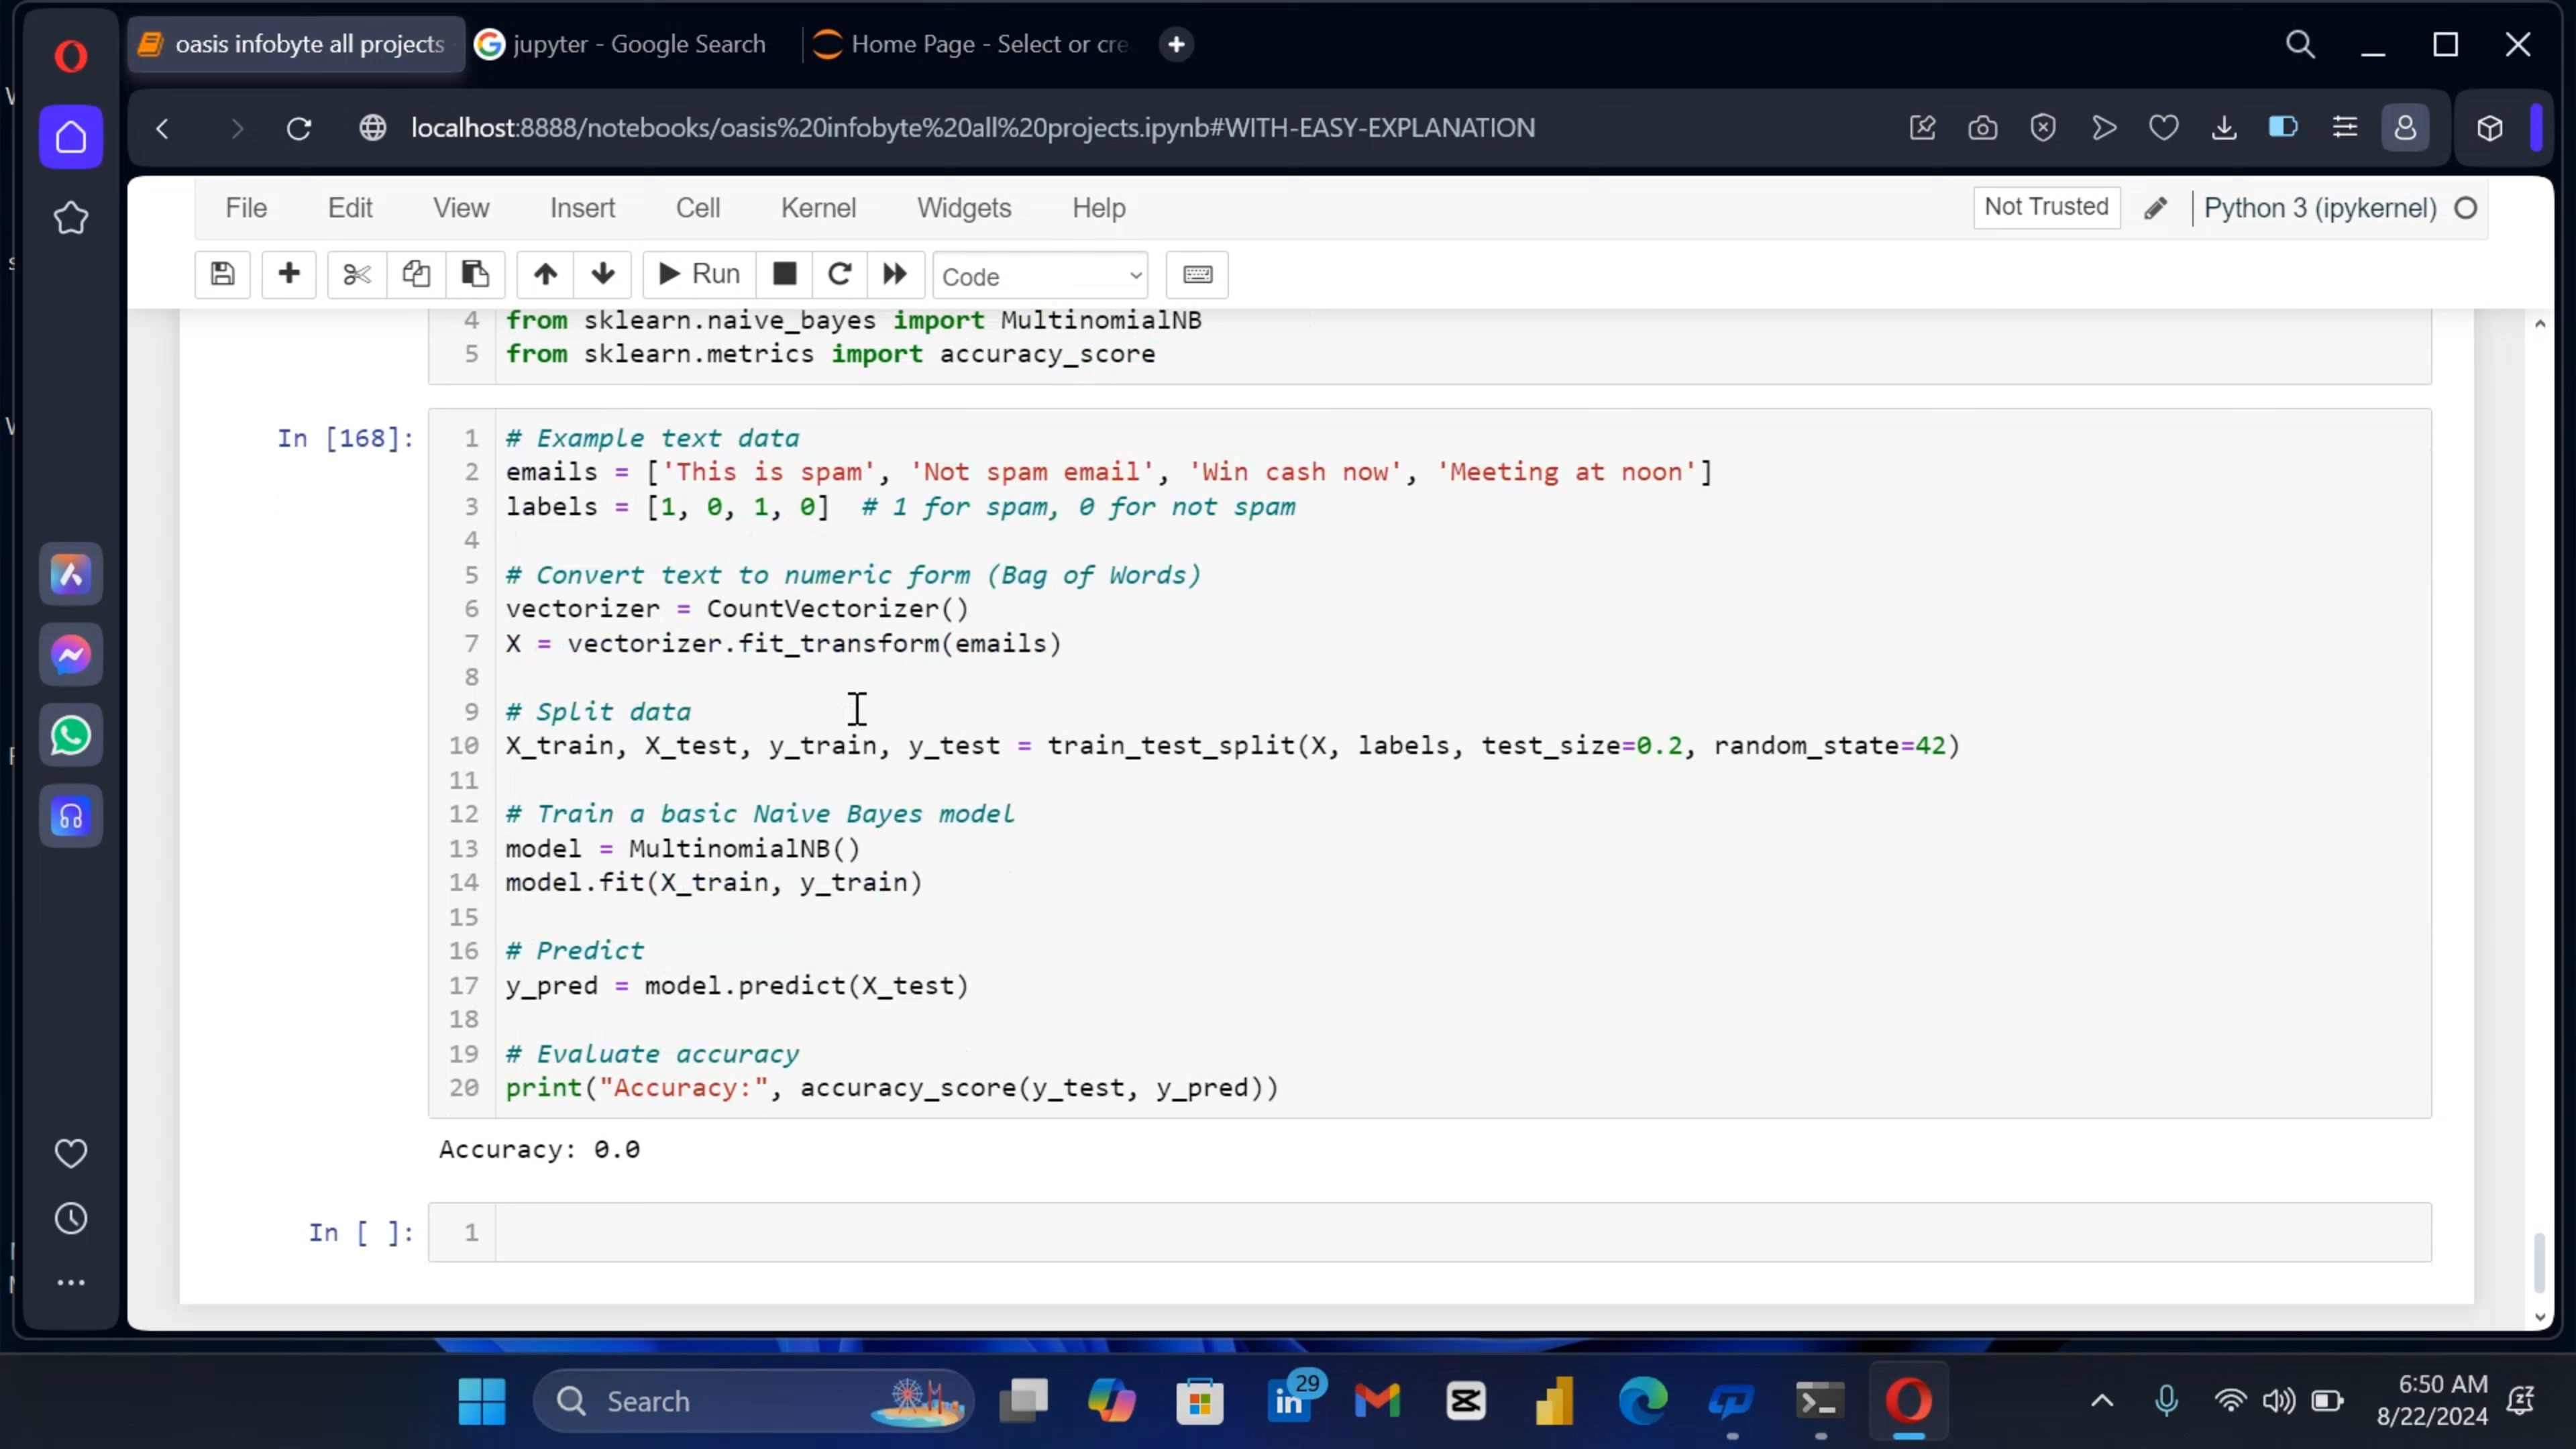 oasis infobyte all projects
jupyter - Google Search
Home Page - Select or cre
localhost:8888/notebooks/oasis%20infobyte%20all%20projects.ipynb#WITH-EASY-EXPLANATION
File Edit View Insert Cell Kernel Widgets Help
Not Trusted
Python 3 (ipykernel)
Run
Code
4 from sklearn.naive_bayes import MultinomialNB
5 from sklearn.metrics import accuracy_score
In [168]:
1 # Example text data
2 emails = ['This is spam', 'Not spam email', 'Win cash now', 'Meeting at noon']
3 labels = [1, 0, 1, 0]  # 1 for spam, 0 for not spam
4
5 # Convert text to numeric form (Bag of Words)
6 vectorizer = CountVectorizer()
7 X = vectorizer.fit_transform(emails)
8
9 # Split data
10 X_train, X_test, y_train, y_test = train_test_split(X, labels, test_size=0.2, random_state=42)
11
12 # Train a basic Naive Bayes model
13 model = MultinomialNB()
14 model.fit(X_train, y_train)
15
16 # Predict
17 y_pred = model.predict(X_test)
18
19 # Evaluate accuracy
20 print("Accuracy:", accuracy_score(y_test, y_pred))
Accuracy: 0.0
In [ ]:
1
Search
29
6:50 AM
8/22/2024